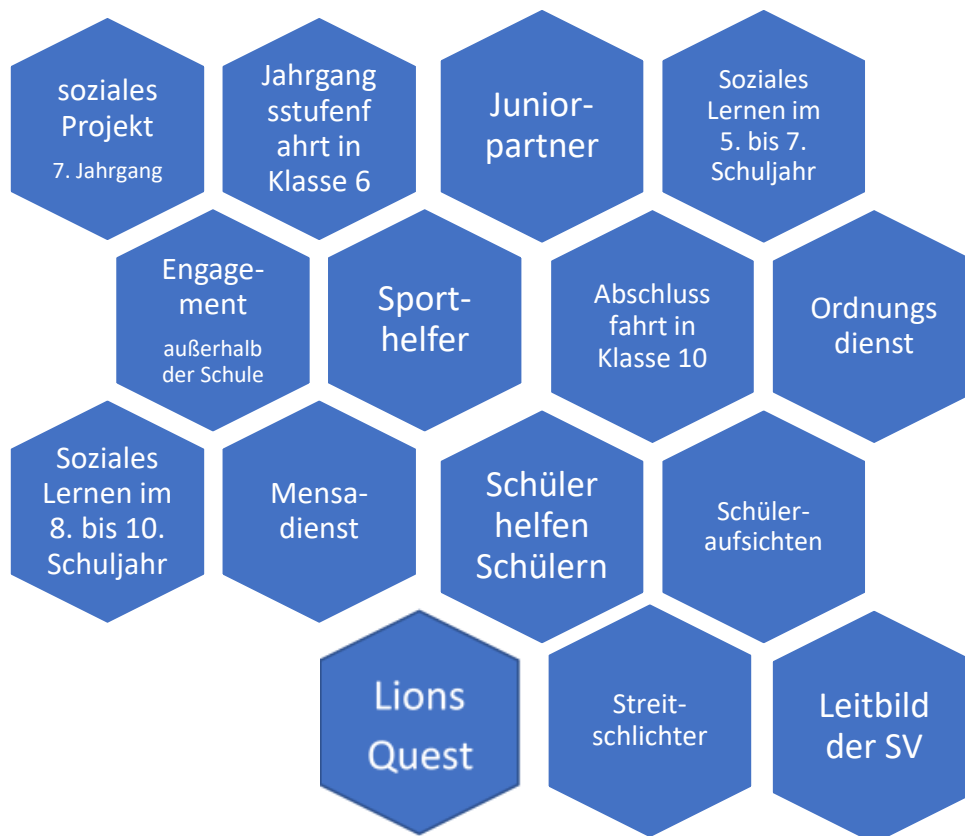 soziales
Projekt
7. Jahrgang
Jahrgang
sstufenf
ahrt in
Klasse 6
Junior-
partner
Soziales
Lernen im
5. bis 7.
Schuljahr
Engage-
ment
außerhalb
der Schule
Sport-
helfer
Abschluss
fahrt in
Klasse 10
Ordnungs
dienst
Soziales
Lernen im
8. bis 10.
Schuljahr
Mensa-
dienst
Schüler
helfen
Schülern
Schüler-
aufsichten
Lions
Quest
Streit-
schlichter
Leitbild
der SV